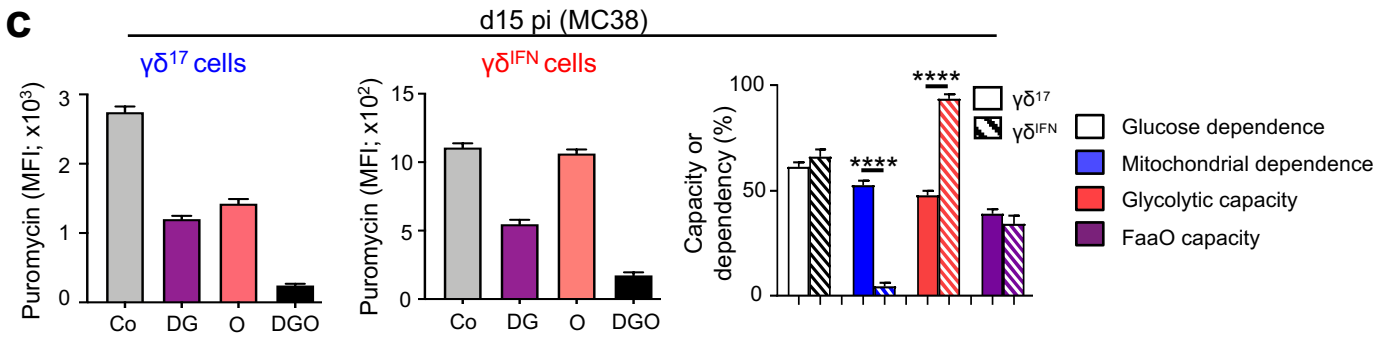 c
d15 pi (MC38)
γδ¹⁷ cells
Puromycin (MFI; x10³)
3
2
1
0
Co DG O DGO
γδᴵᶠᴺ cells
Puromycin (MFI; x10²)
15
10
5
0
Co DG O DGO
Capacity or
dependency (%)
100
50
0
****
****
γδ¹⁷
γδᴵᶠᴺ
Glucose dependence
Mitochondrial dependence
Glycolytic capacity
FaaO capacity